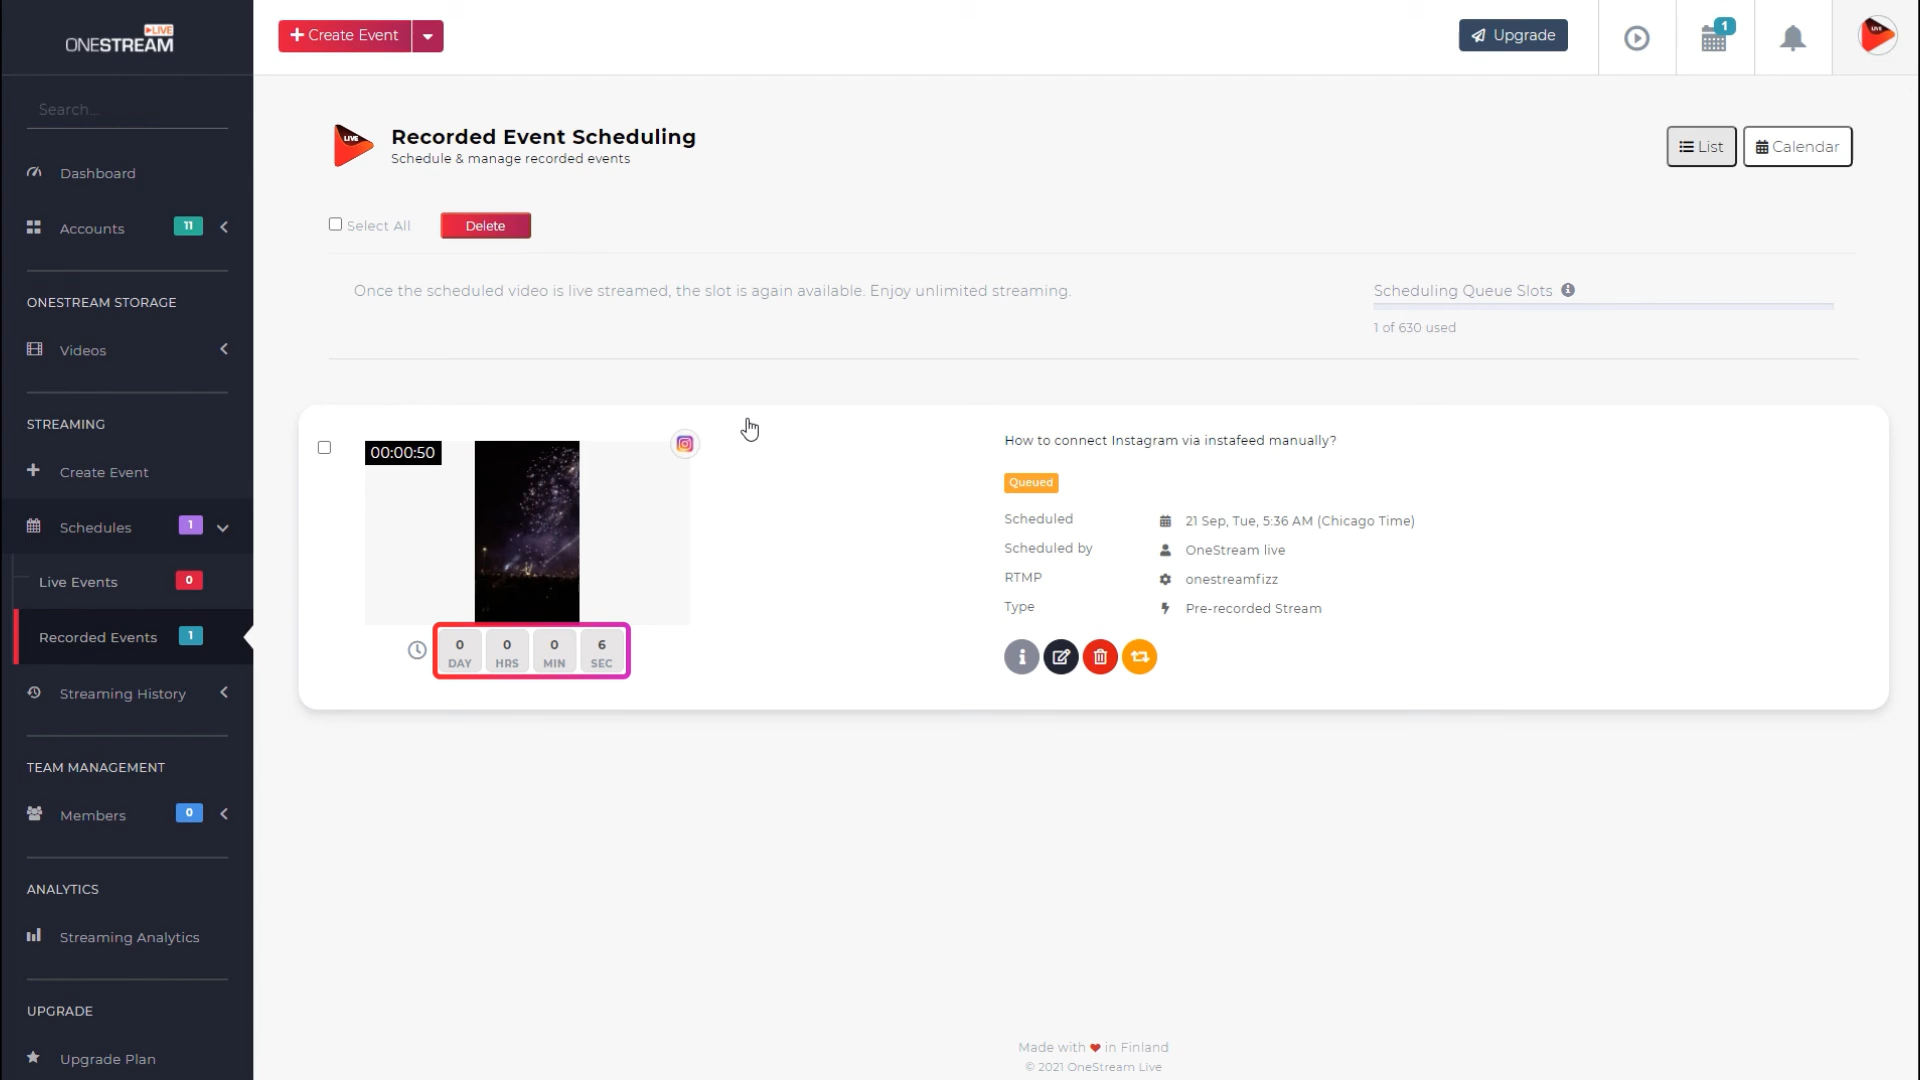 LIVE
ONESTREAM
Create Event
Upgrade
1
LIVE
Search...
Dashboard
Accounts 11
ONESTREAM STORAGE
Videos
STREAMING
Create Event
Schedules 1
Live Events 0
Recorded Events 1
Streaming History
TEAM MANAGEMENT
Members 0
ANALYTICS
Streaming Analytics
UPGRADE
Upgrade Plan
LIVE
Recorded Event Scheduling
Schedule & manage recorded events
List
Calendar
Select All
Delete
Once the scheduled video is live streamed, the slot is again available. Enjoy unlimited streaming.
Scheduling Queue Slots
1 of 630 used
00:00:50
0 DAY
0 HRS
0 MIN
6 SEC
How to connect Instagram via instafeed manually?
Queued
Scheduled 21 Sep, Tue, 5:36 AM (Chicago Time)
Scheduled by OneStream live
RTMP onestreamfizz
Type Pre-recorded Stream
Made with ❤ in Finland
© 2021 OneStream Live